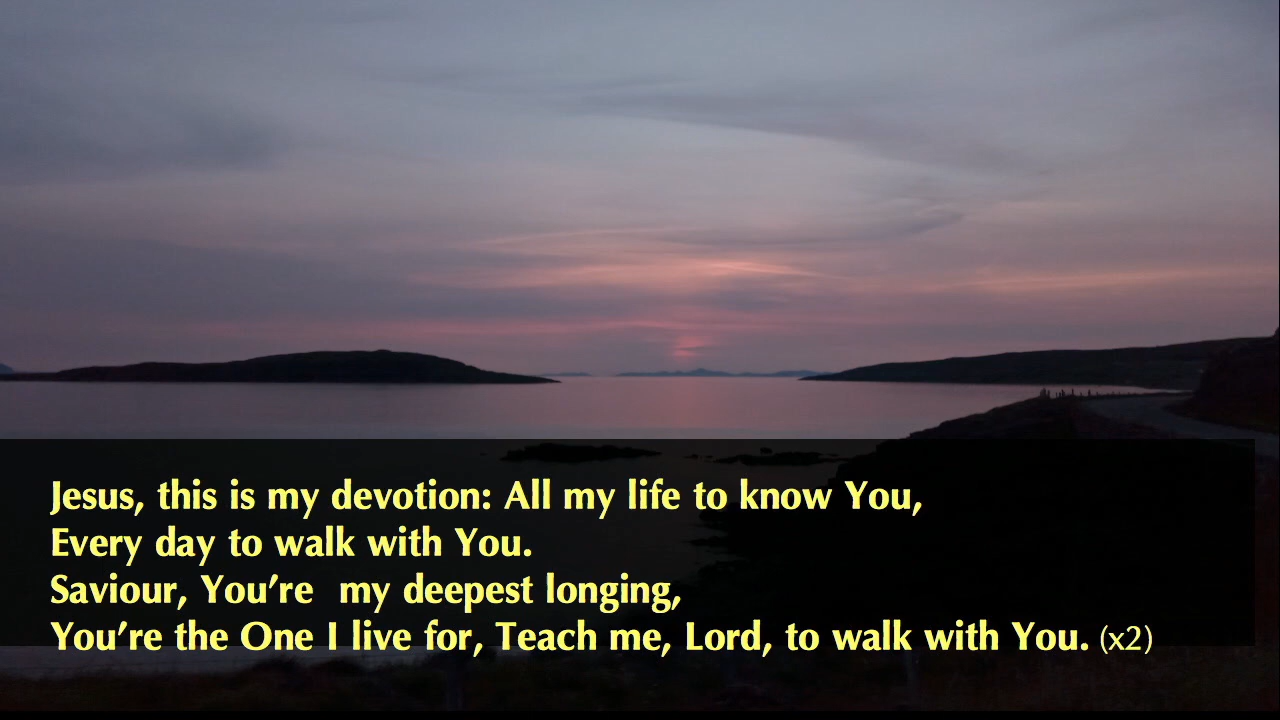 Jesus, this is my devotion: All my life to know You,
Every day to walk with You.
Saviour, You’re  my deepest longing,
You’re the One I live for, Teach me, Lord, to walk with You. (x2)